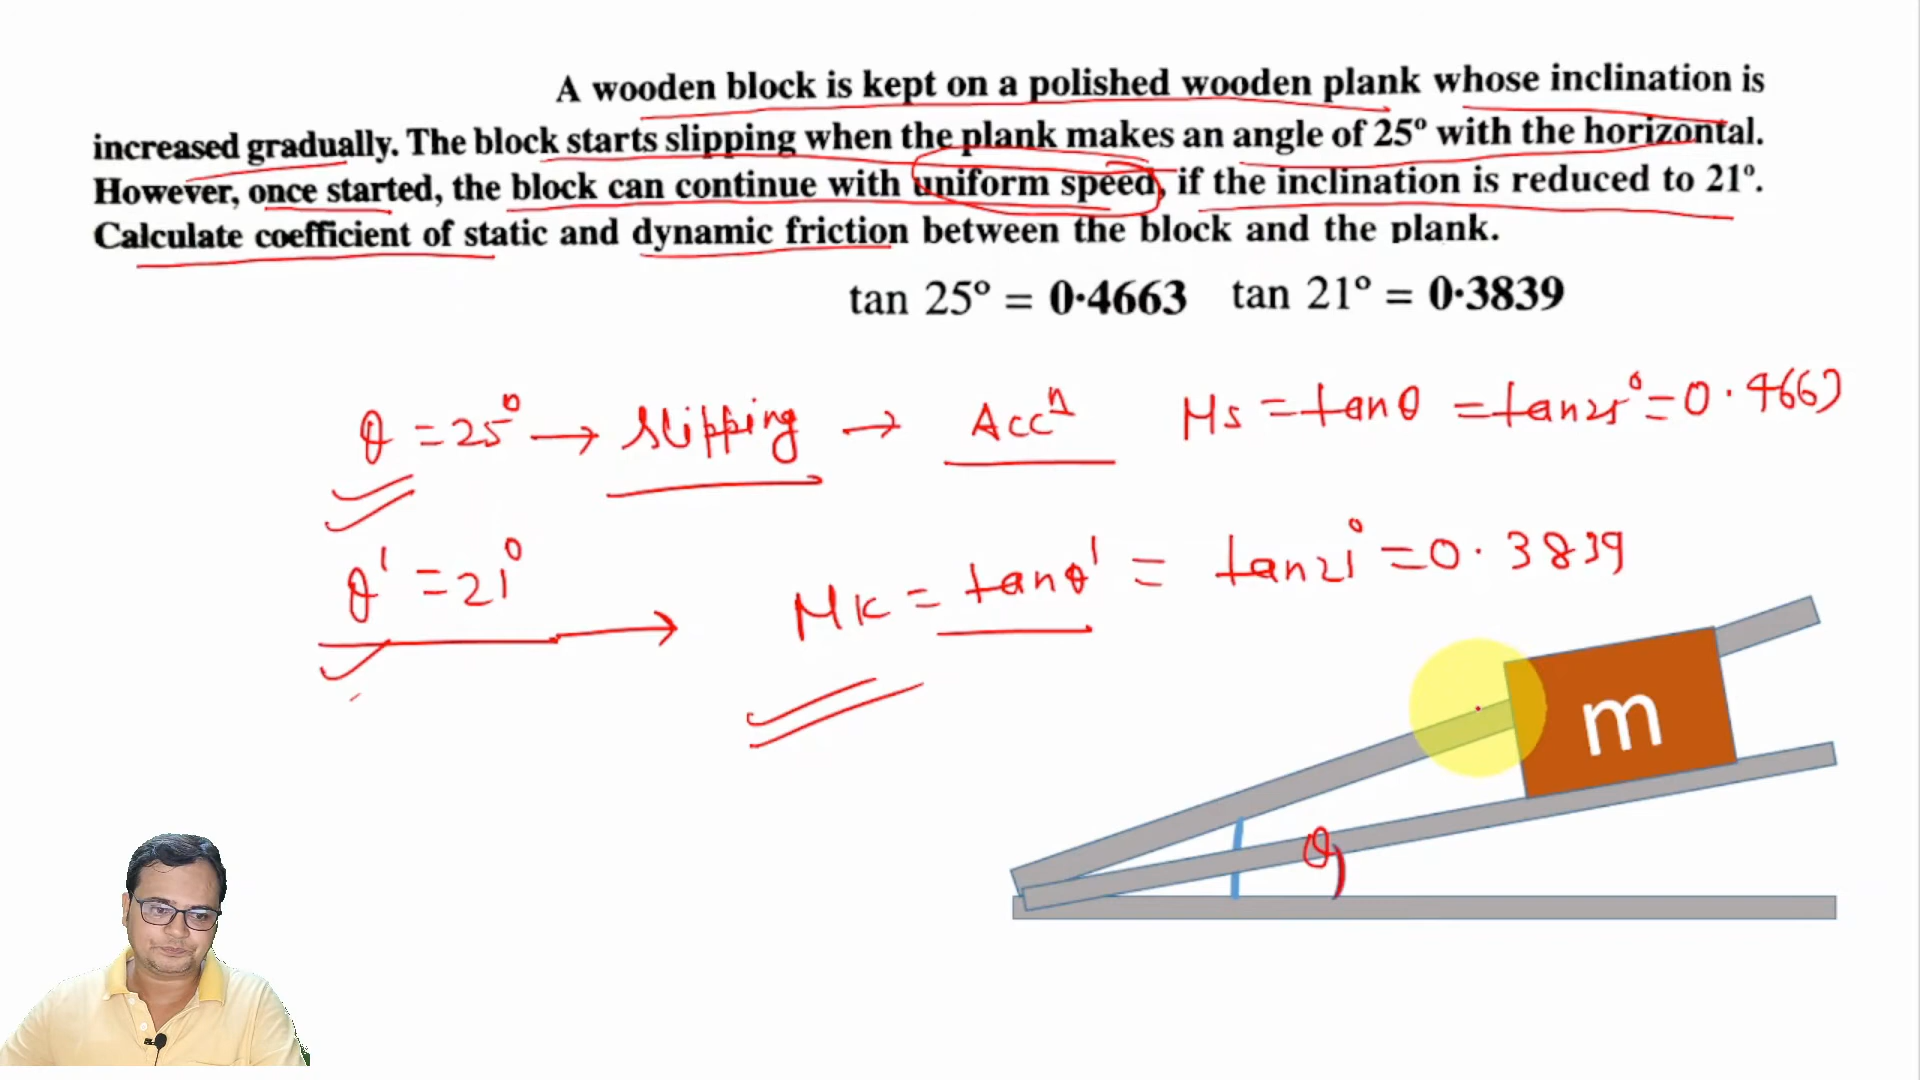 A wooden block is kept on a polished wooden plank whose inclination is
increased gradually. The block starts slipping when the plank makes an angle of 25º with the horizontal.
However, once started, the block can continue with uniform speed, if the inclination is reduced to 21º.
Calculate coefficient of static and dynamic friction between the block and the plank.
tan 25º = 0·4663 tan 21º = 0·3839
θ = 25° → Slipping → Accⁿ μs = tanθ = tan25° = 0.4663
θ' = 21° → μk = tanθ' = tan21° = 0.3839
m
θ